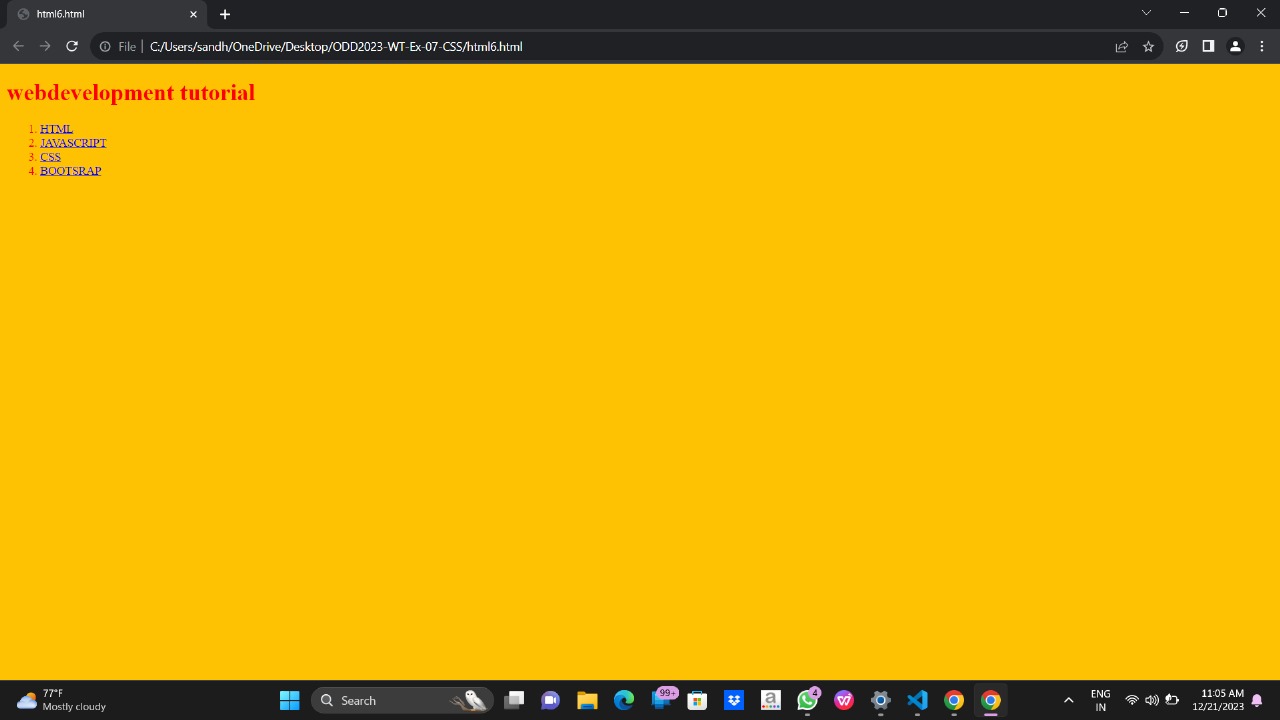 html6.html
File C:/Users/sandh/OneDrive/Desktop/ODD2023-WT-Ex-07-CSS/html6.html
webdevelopment tutorial
1. HTML
2. JAVASCRIPT
3. CSS
4. BOOTSRAP
77°F
Mostly cloudy
Search
99+
a
4
ENG
IN
11:05 AM
12/21/2023